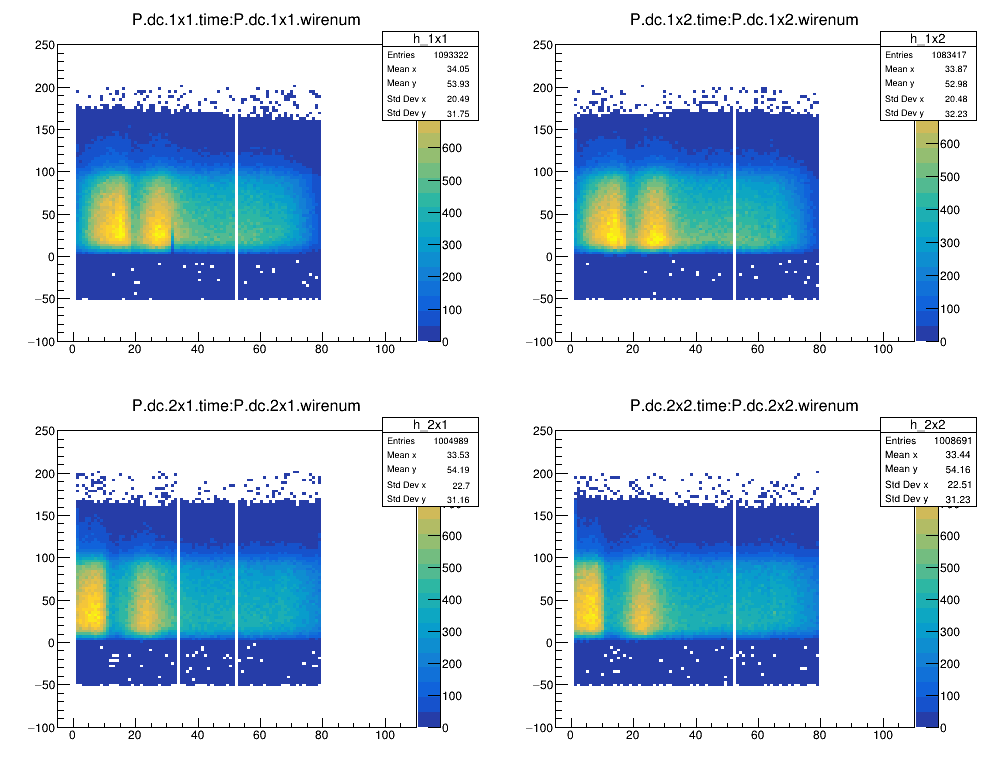 P.dc.1x1.time:P.dc.1x1.wirenum
h_1x1
Entries 1093322
Mean x 34.05
Mean y 53.93
Std Dev x 20.49
Std Dev y 31.75
250
200
150
100
50
0
−50
−100
0 20 40 60 80 100
600
500
400
300
200
100
0
P.dc.1x2.time:P.dc.1x2.wirenum
h_1x2
Entries 1083417
Mean x 33.87
Mean y 52.98
Std Dev x 20.48
Std Dev y 32.23
250
200
150
100
50
0
−50
−100
0 20 40 60 80 100
600
500
400
300
200
100
0
P.dc.2x1.time:P.dc.2x1.wirenum
h_2x1
Entries 1004989
Mean x 33.53
Mean y 54.19
Std Dev x 22.7
Std Dev y 31.16
250
200
150
100
50
0
−50
−100
0 20 40 60 80 100
600
500
400
300
200
100
0
P.dc.2x2.time:P.dc.2x2.wirenum
h_2x2
Entries 1008691
Mean x 33.44
Mean y 54.16
Std Dev x 22.51
Std Dev y 31.23
250
200
150
100
50
0
−50
−100
0 20 40 60 80 100
600
500
400
300
200
100
0